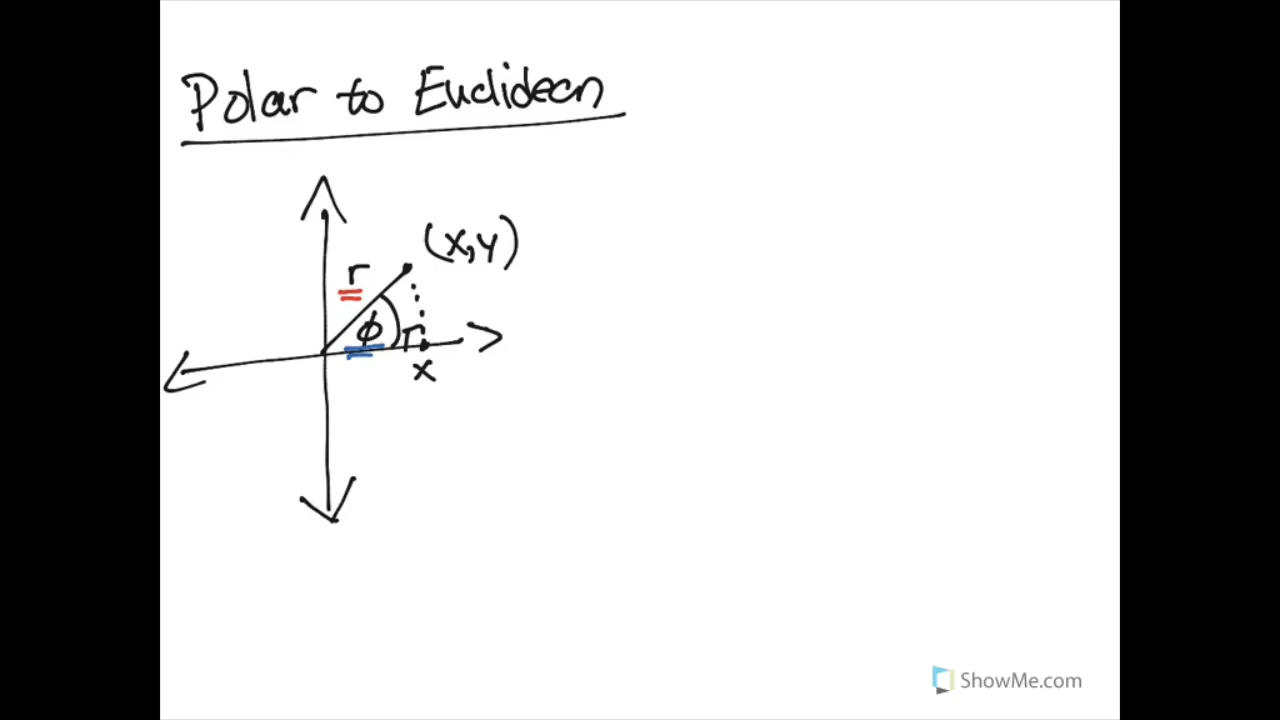 Polar to Euclidean
(x,y)
r
ϕ
x
ShowMe.com